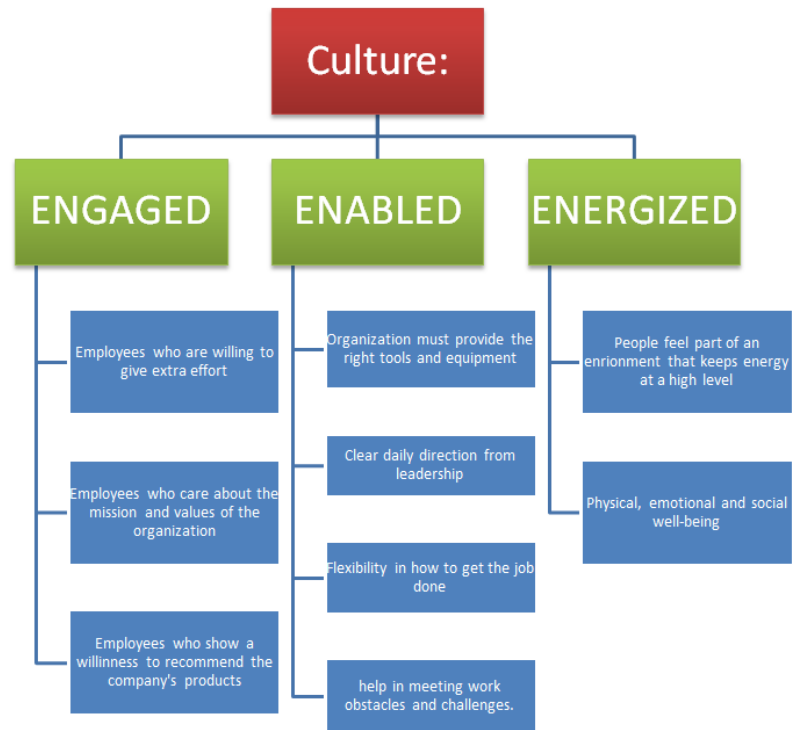 Culture:
ENGAGED
Employees who are willing to
give extra effort
Employees who care about the
mission and values of the
organization
Employees who show a
willinness to recommend the
company's products
ENABLED
Organization must provide the
right tools and equipment
Clear daily direction from
leadership
Flexibility in how to get the job
done
help in meeting work
obstacles and challenges.
ENERGIZED
People feel part of an
enrionment that keeps energy
at a high level
Physical, emotional and social
well-being